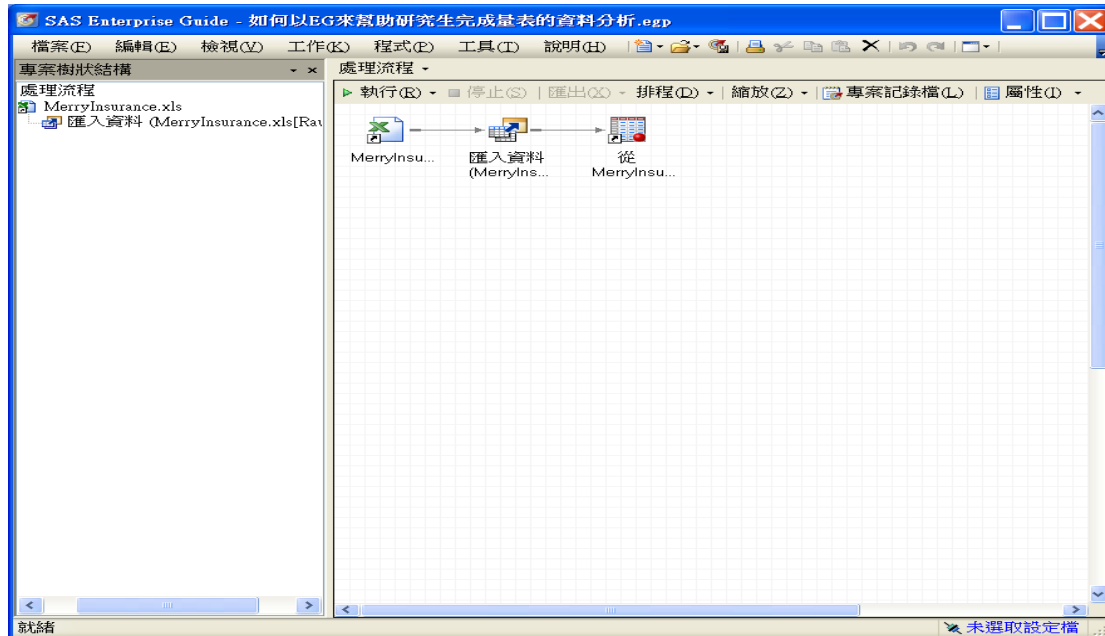 SAS Enterprise Guide - 如何以EG來幫助研究生完成量表的資料分析.egp
檔案(F) 編輯(E) 檢視(V) 工作(K) 程式(P) 工具(T) 說明(H)
專案樹狀結構
處理流程
處理流程
MerryInsurance.xls
匯入資料 (MerryInsurance.xls[Rav
執行(R) 停止(S) 匯出(X) 排程(D) 縮放(Z) 專案記錄檔(L) 屬性(I)
MerryInsu...
匯入資料
(MerryIns...
從
MerryInsu...
就緒
未選取設定檔